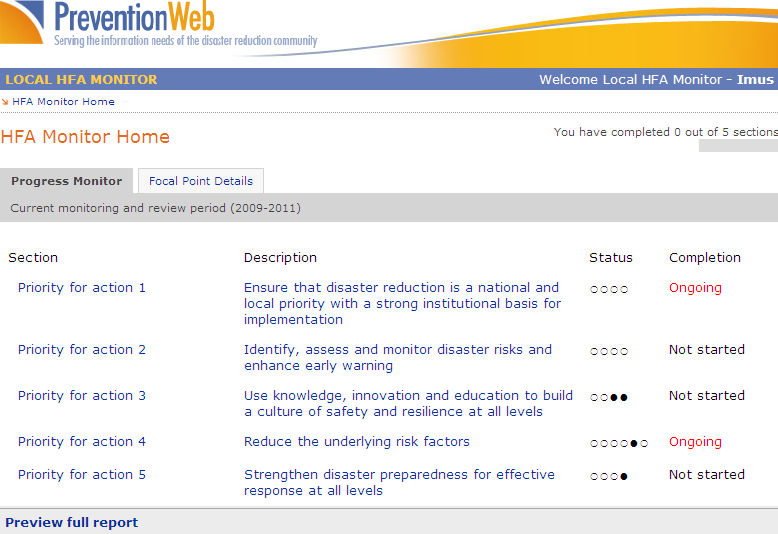 PreventionWeb
Serving the information needs of the disaster reduction community
LOCAL HFA MONITOR
Welcome Local HFA Monitor - Imus
HFA Monitor Home
HFA Monitor Home
You have completed 0 out of 5 sections
Progress Monitor
Focal Point Details
Current monitoring and review period (2009-2011)
Section Description Status Completion
Priority for action 1
Ensure that disaster reduction is a national and
local priority with a strong institutional basis for
implementation
○○○○
Ongoing
Priority for action 2
Identify, assess and monitor disaster risks and
enhance early warning
○○○○
Not started
Priority for action 3
Use knowledge, innovation and education to build
a culture of safety and resilience at all levels
○○●●
Not started
Priority for action 4
Reduce the underlying risk factors
○○○○●○
Ongoing
Priority for action 5
Strengthen disaster preparedness for effective
response at all levels
○○○●
Not started
Preview full report